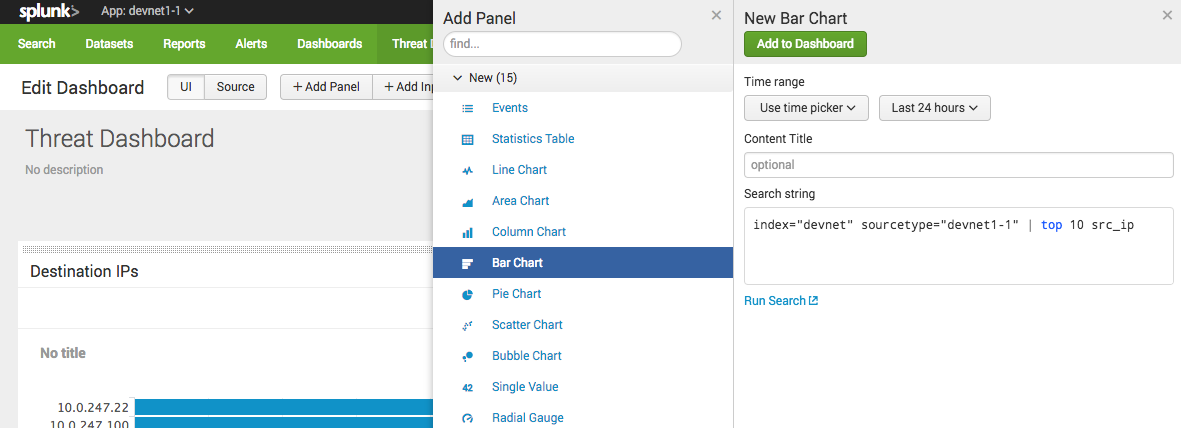 splunk> App: devnet1-1
Search Datasets Reports Alerts Dashboards Threat D
Edit Dashboard UI Source + Add Panel + Add Inp
Threat Dashboard
No description
Destination IPs
No title
10.0.247.22
10.0.247.100
Add Panel
find...
New (15)
Events
Statistics Table
Line Chart
Area Chart
Column Chart
Bar Chart
Pie Chart
Scatter Chart
Bubble Chart
42 Single Value
Radial Gauge
New Bar Chart
Add to Dashboard
Time range
Use time picker Last 24 hours
Content Title
optional
Search string
index="devnet" sourcetype="devnet1-1" | top 10 src_ip
Run Search